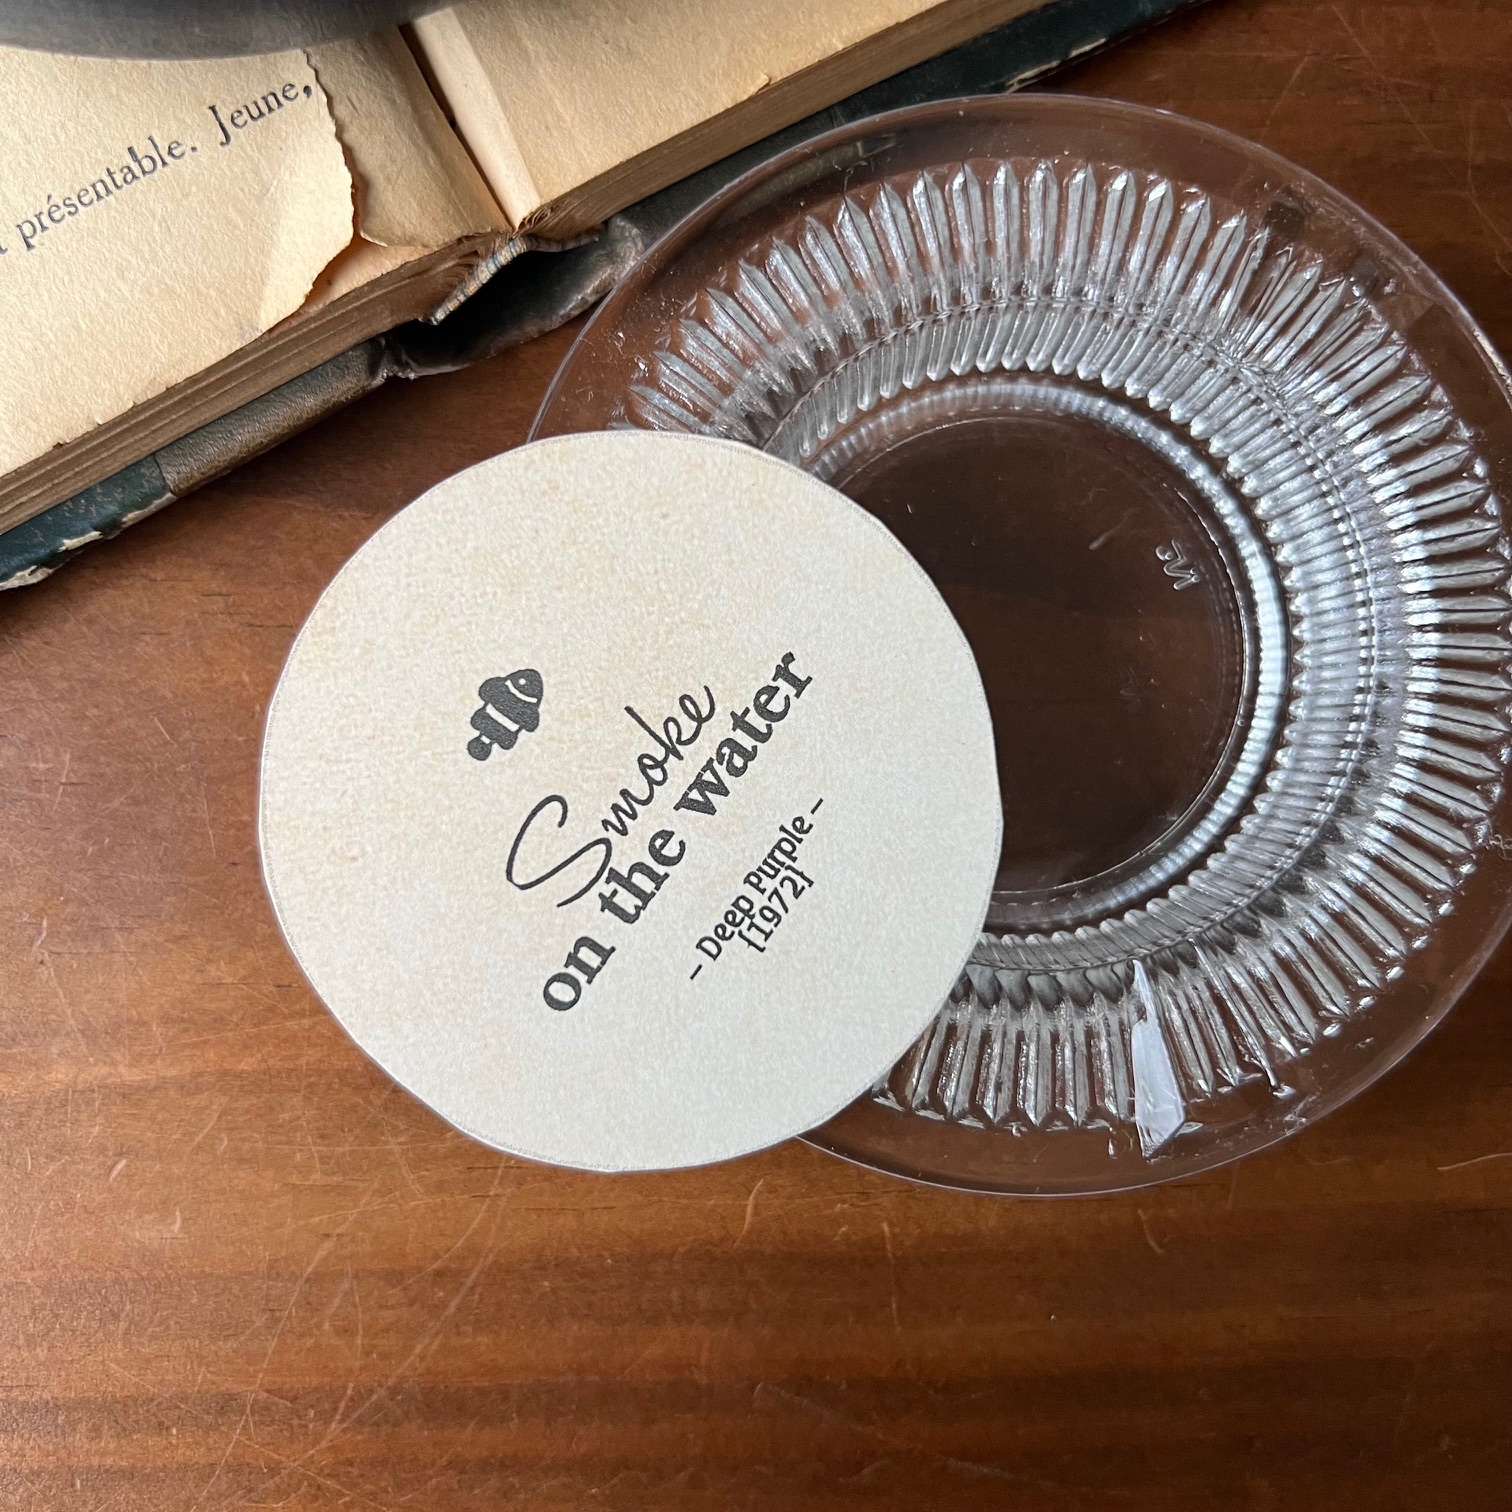 présentable. Jeune,
Smoke
on the water
– Deep Purple –
[1972]